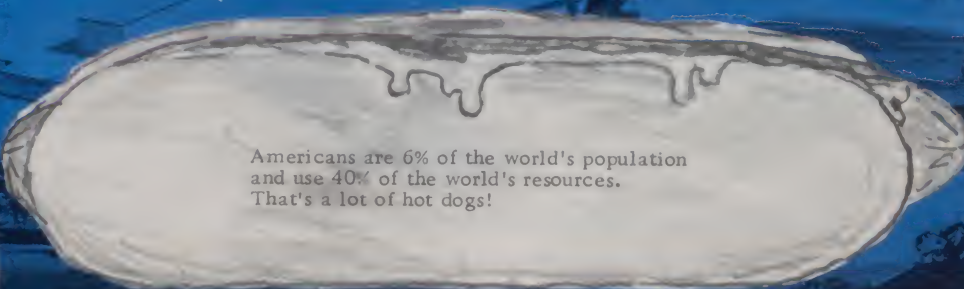 Americans are 6% of the world's population
and use 40% of the world's resources.
That's a lot of hot dogs!